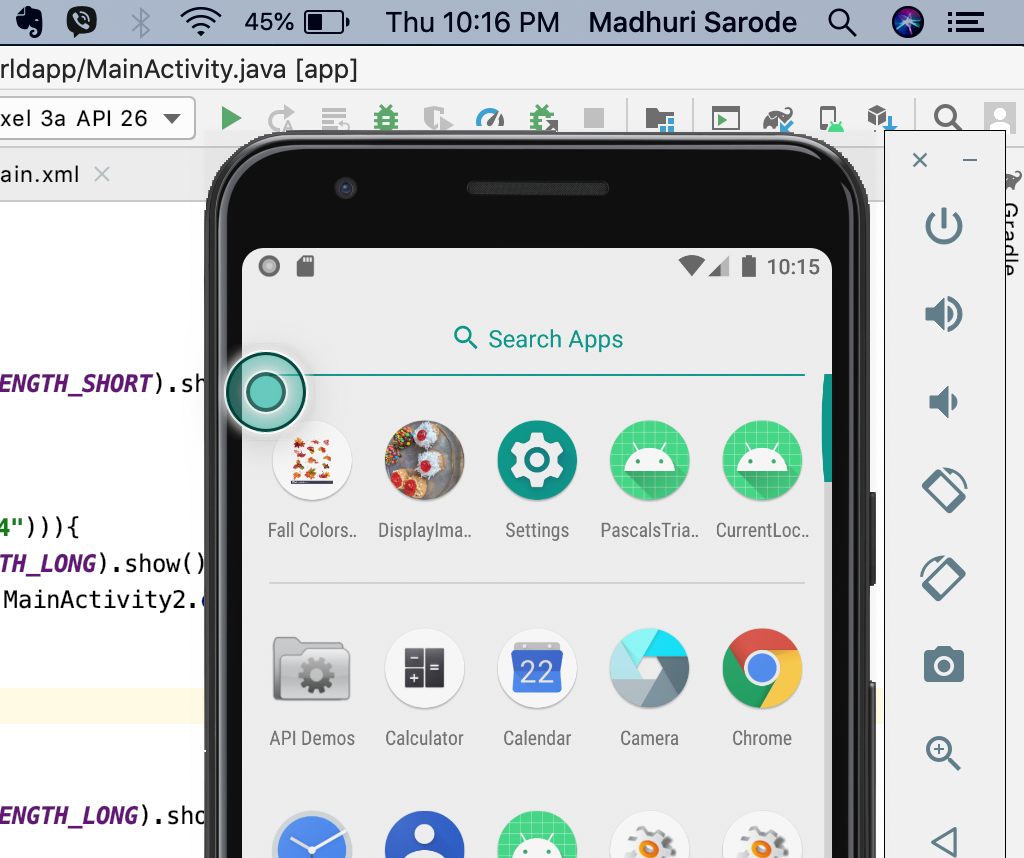 45% Thu 10:16 PM Madhuri Sarode
rldapp/MainActivity.java [app]
xel 3a API 26
ain.xml
Gradle
10:15
Search Apps
ENGTH_SHORT).sh
Fall Colors.. DisplayIma.. Settings PascalsTria.. CurrentLoc..
4"))){
TH_LONG).show()
MainActivity2.
22
API Demos Calculator Calendar Camera Chrome
ENGTH_LONG).sho